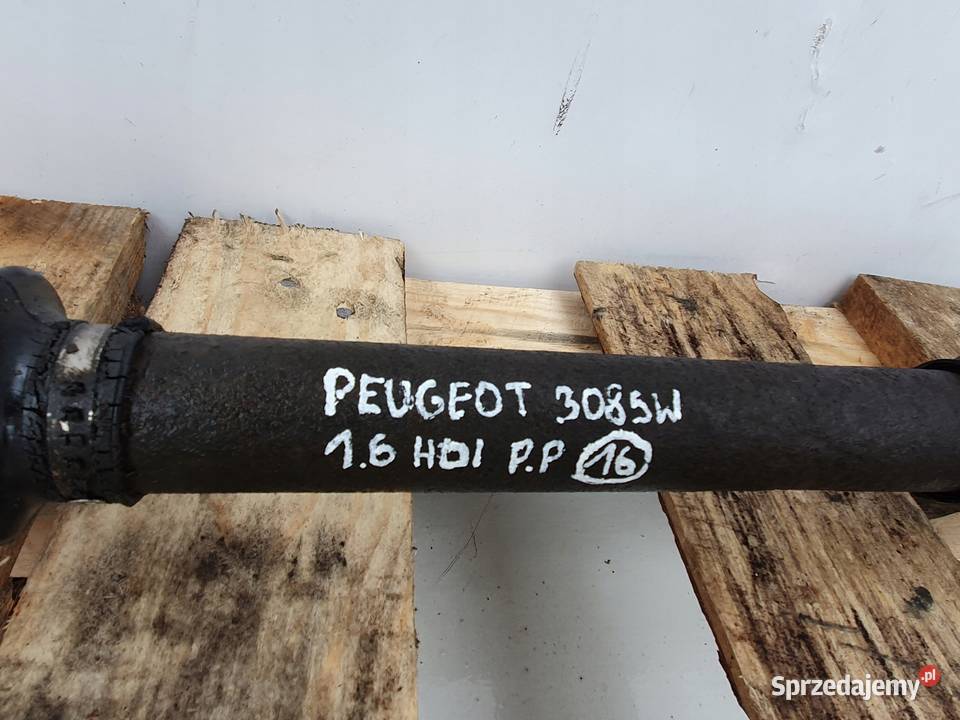 PEUGEOT 308SW
1.6 HDI P.P 16
Sprzedajemy.pl